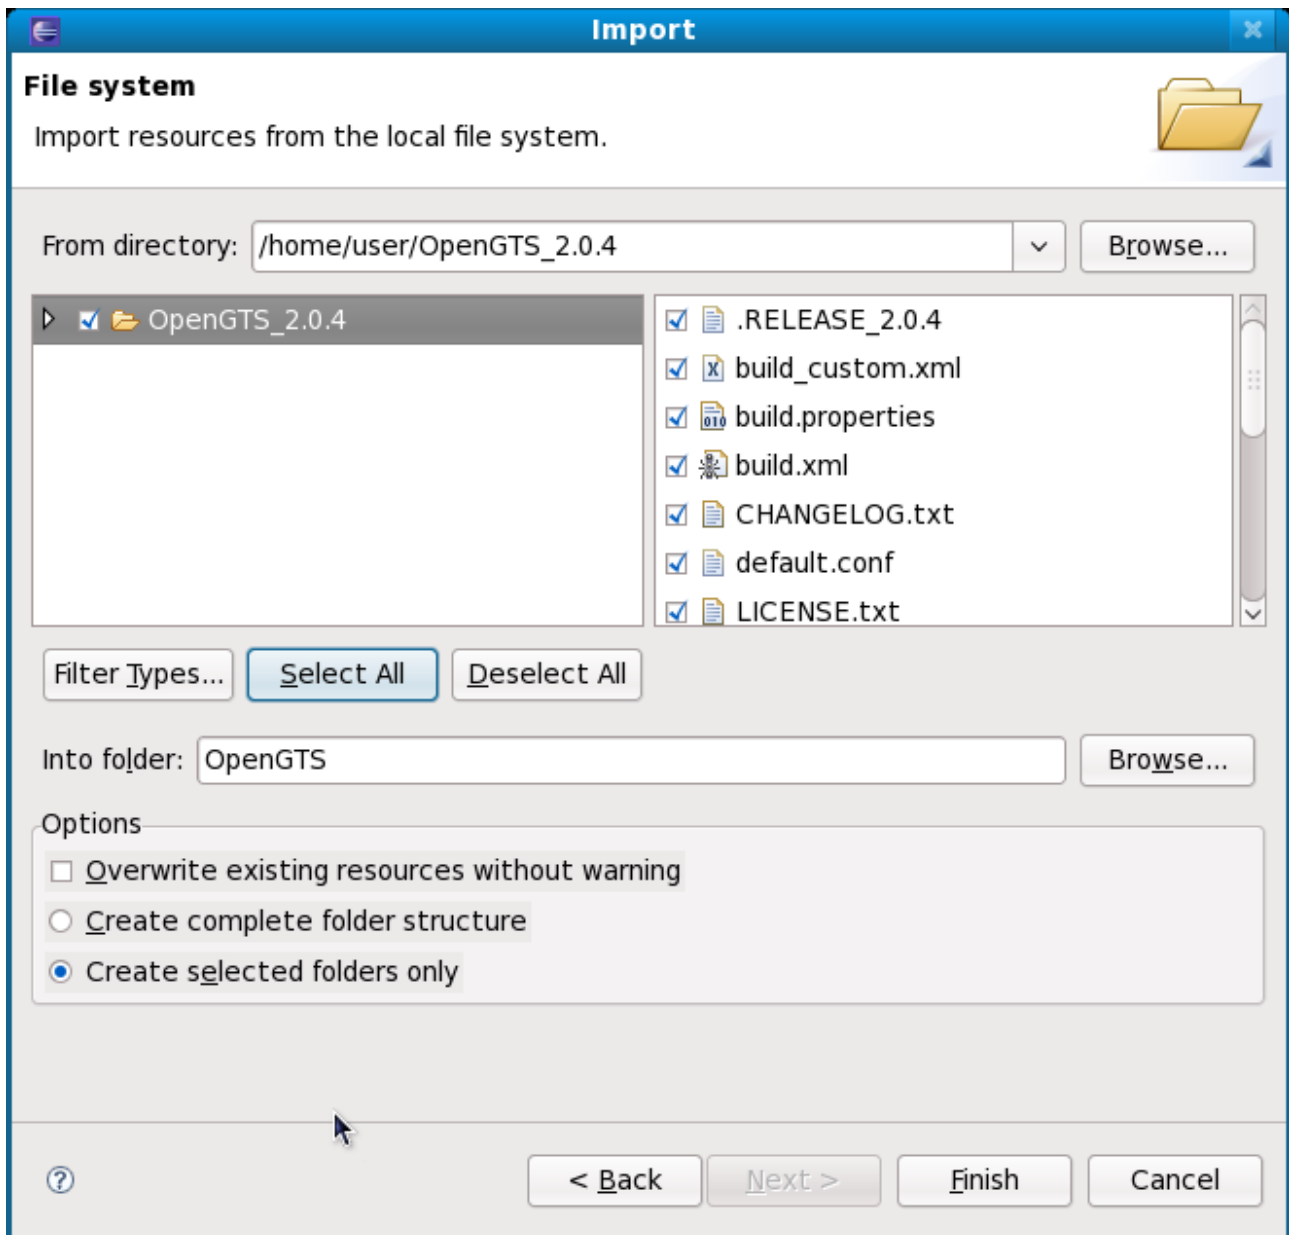 Import
File system
Import resources from the local file system.
From directory: /home/user/OpenGTS_2.0.4 Browse...
OpenGTS_2.0.4
.RELEASE_2.0.4
build_custom.xml
build.properties
build.xml
CHANGELOG.txt
default.conf
LICENSE.txt
Filter Types... Select All Deselect All
Into folder: OpenGTS Browse...
Options
Overwrite existing resources without warning
Create complete folder structure
Create selected folders only
< Back Next > Finish Cancel